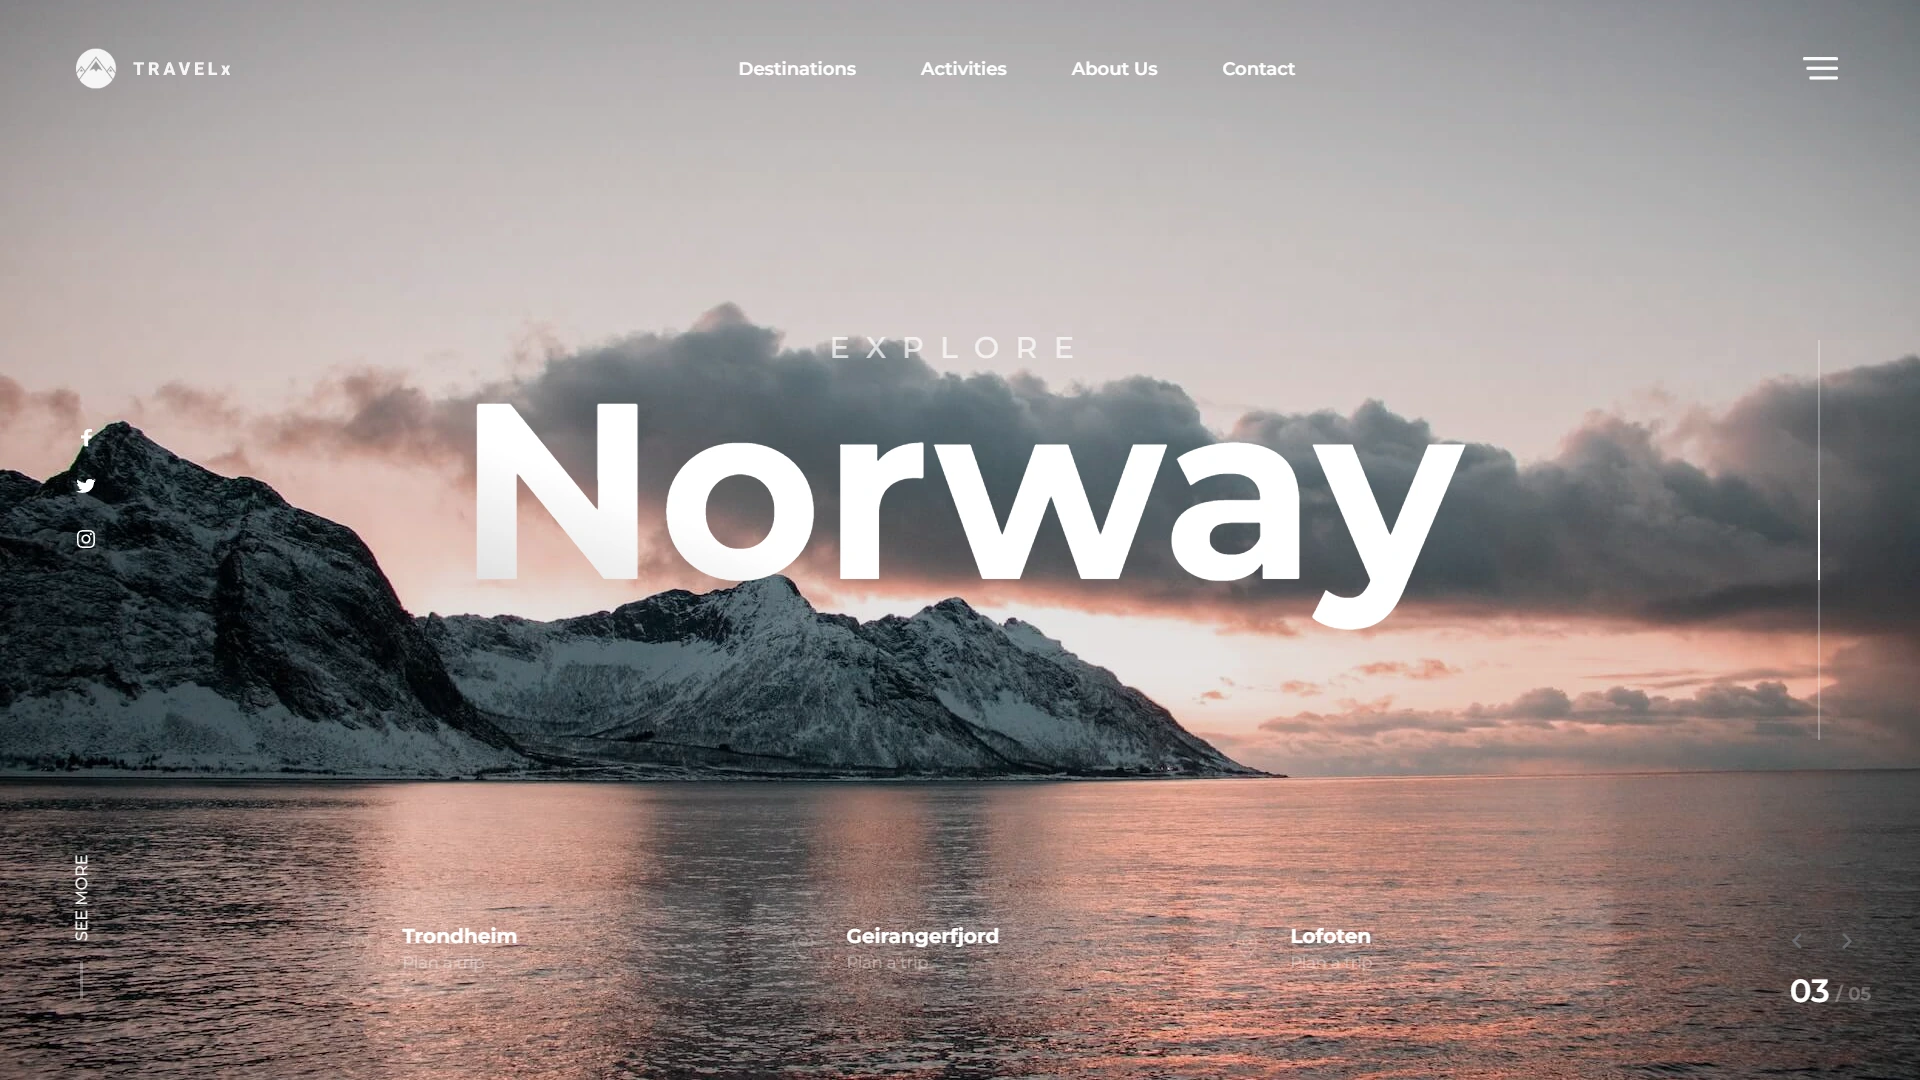 TRAVELx
Destinations
Activities
About Us
Contact
EXPLORE
Norway
SEE MORE
Trondheim
Plan a trip
Geirangerfjord
Plan a trip
Lofoten
Plan a trip
03 / 05